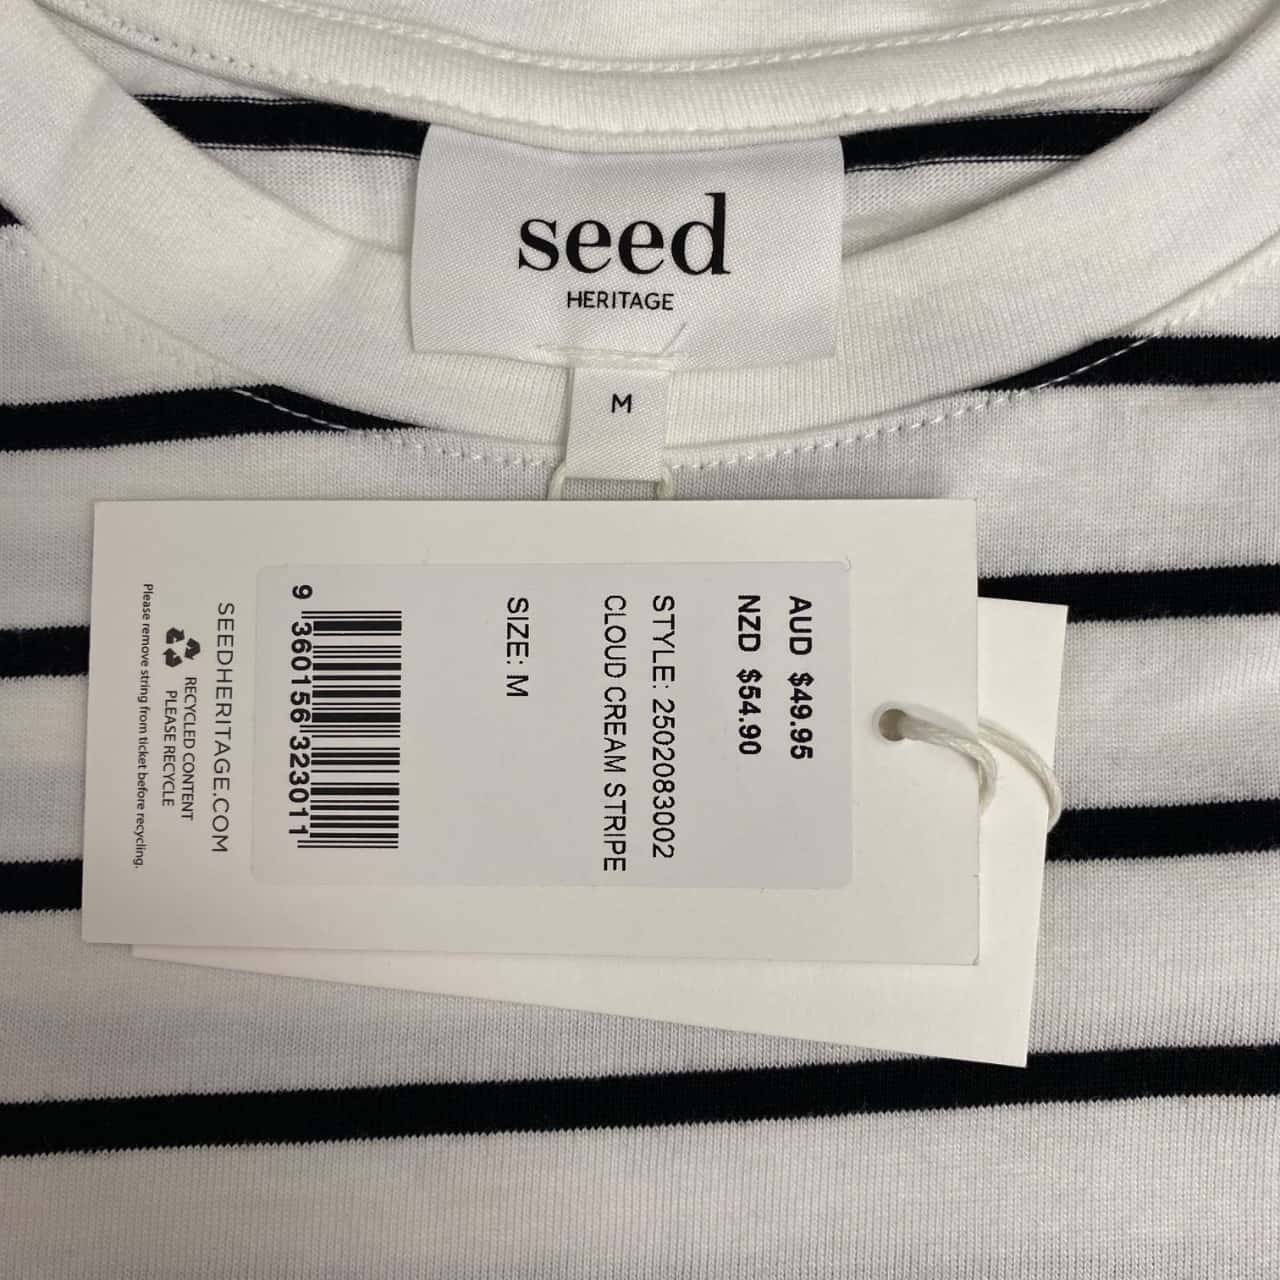 seed
HERITAGE
M
AUD $49.95
NZD $54.90
STYLE: 2502083002
CLOUD CREAM STRIPE
SIZE: M
9 360156 323011
SEEDHERITAGE.COM
RECYCLED CONTENT
PLEASE RECYCLE
Please remove string from ticket before recycling.